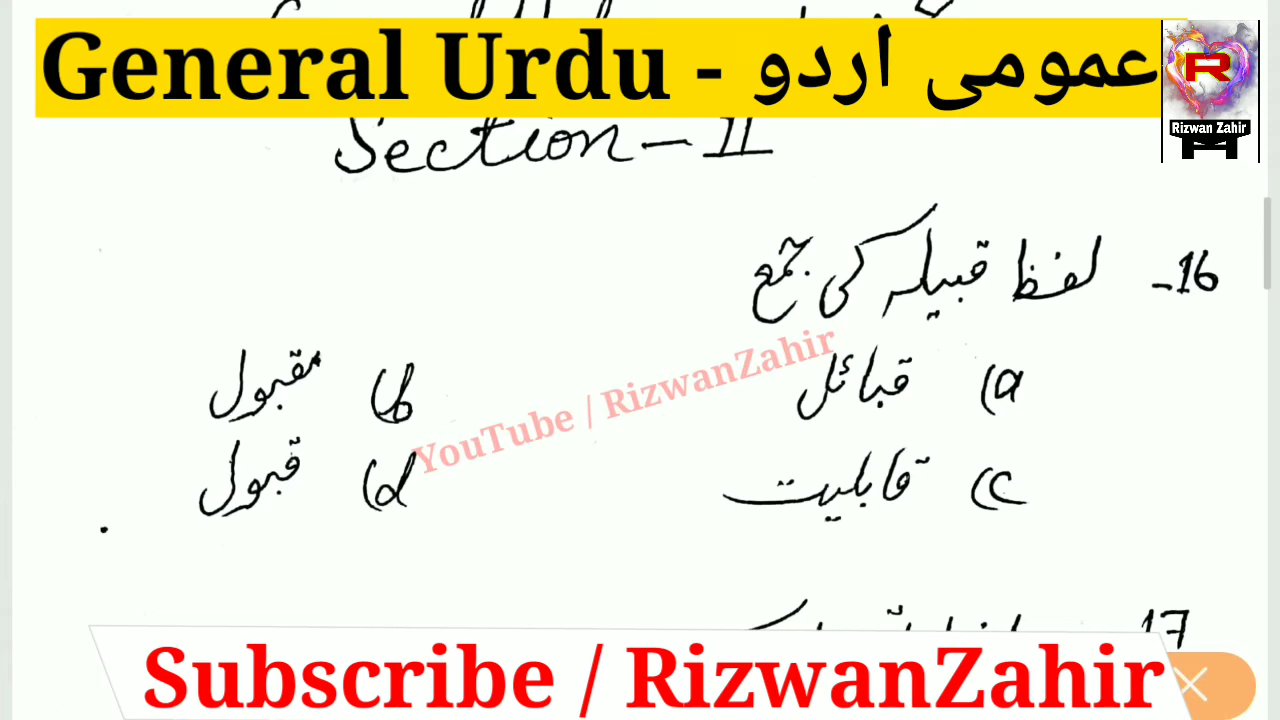 General Urdu - عمومی اردو
R
Rizwan Zahir
Section - II
16- لفظ قبیلہ کی جمع
a) قبائل b) مقبول
c) قابلیت d) قبول
YouTube / RizwanZahir
17
Subscribe / RizwanZahir